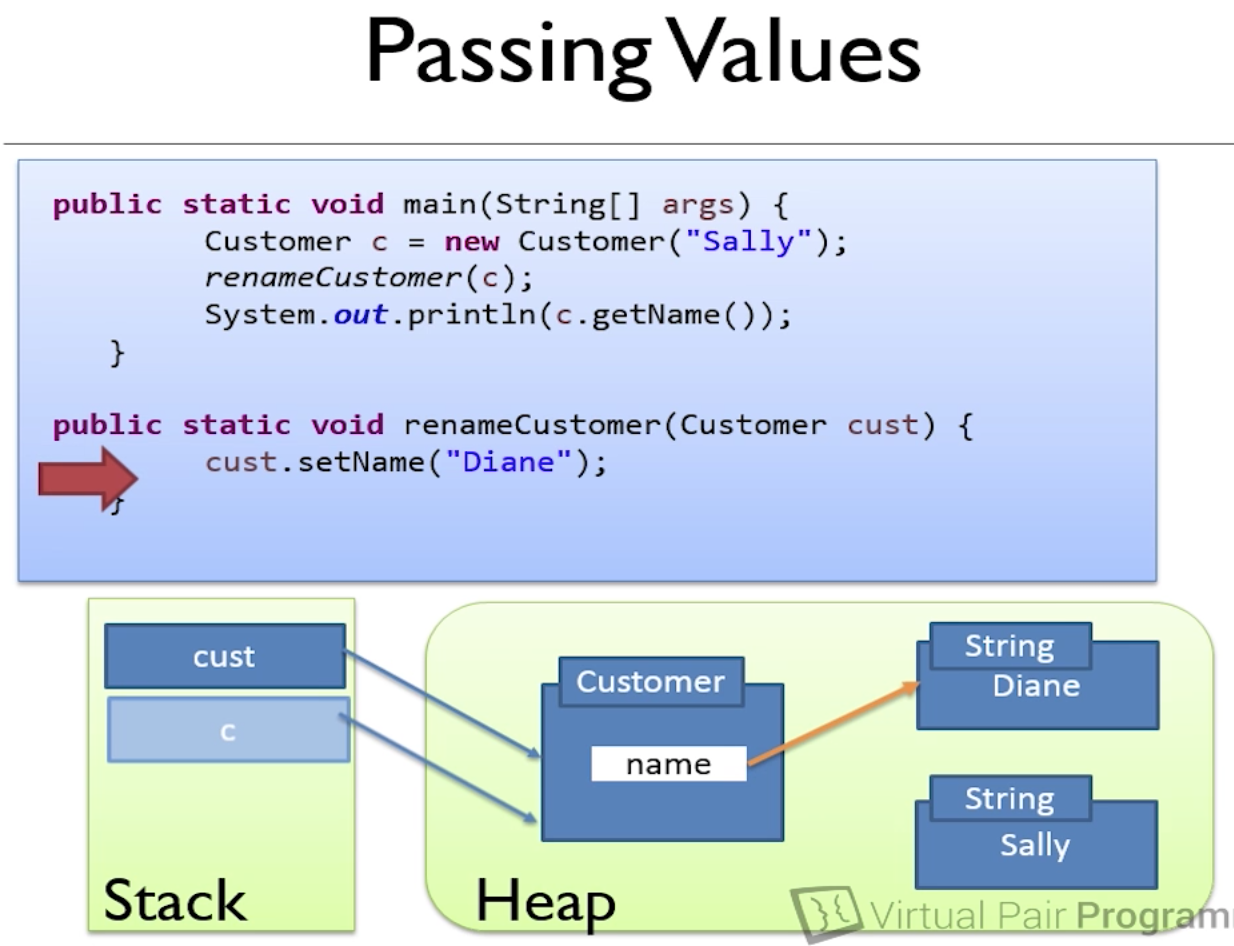 Passing Values
public static void main(String[] args) {
Customer c = new Customer("Sally");
renameCustomer(c);
System.out.println(c.getName());
}
public static void renameCustomer(Customer cust) {
cust.setName("Diane");
}
cust
c
Stack
Customer
name
Heap
String
Diane
String
Sally
Virtual Pair Program